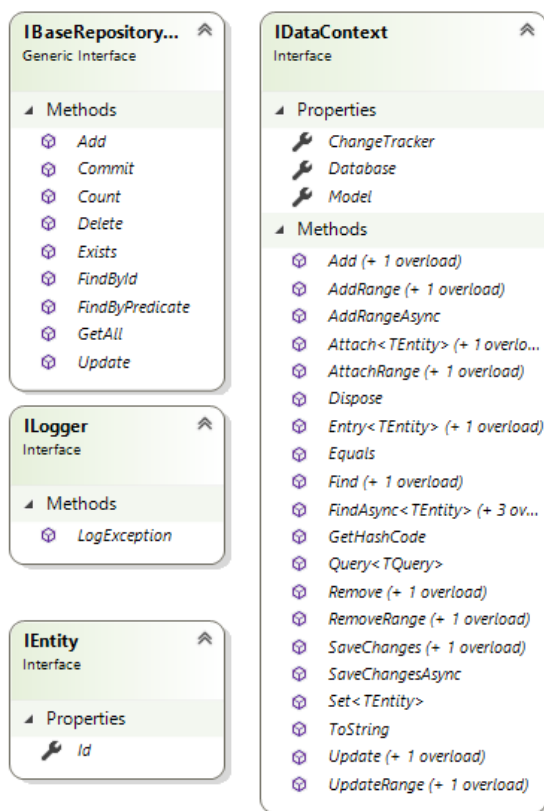 IBaseRepository...
Generic Interface
Methods
Add
Commit
Count
Delete
Exists
FindById
FindByPredicate
GetAll
Update
ILogger
Interface
Methods
LogException
IEntity
Interface
Properties
Id
IDataContext
Interface
Properties
ChangeTracker
Database
Model
Methods
Add (+ 1 overload)
AddRange (+ 1 overload)
AddRangeAsync
Attach<TEntity> (+ 1 overlo...
AttachRange (+ 1 overload)
Dispose
Entry<TEntity> (+ 1 overload)
Equals
Find (+ 1 overload)
FindAsync<TEntity> (+ 3 ov...
GetHashCode
Query<TQuery>
Remove (+ 1 overload)
RemoveRange (+ 1 overload)
SaveChanges (+ 1 overload)
SaveChangesAsync
Set<TEntity>
ToString
Update (+ 1 overload)
UpdateRange (+ 1 overload)